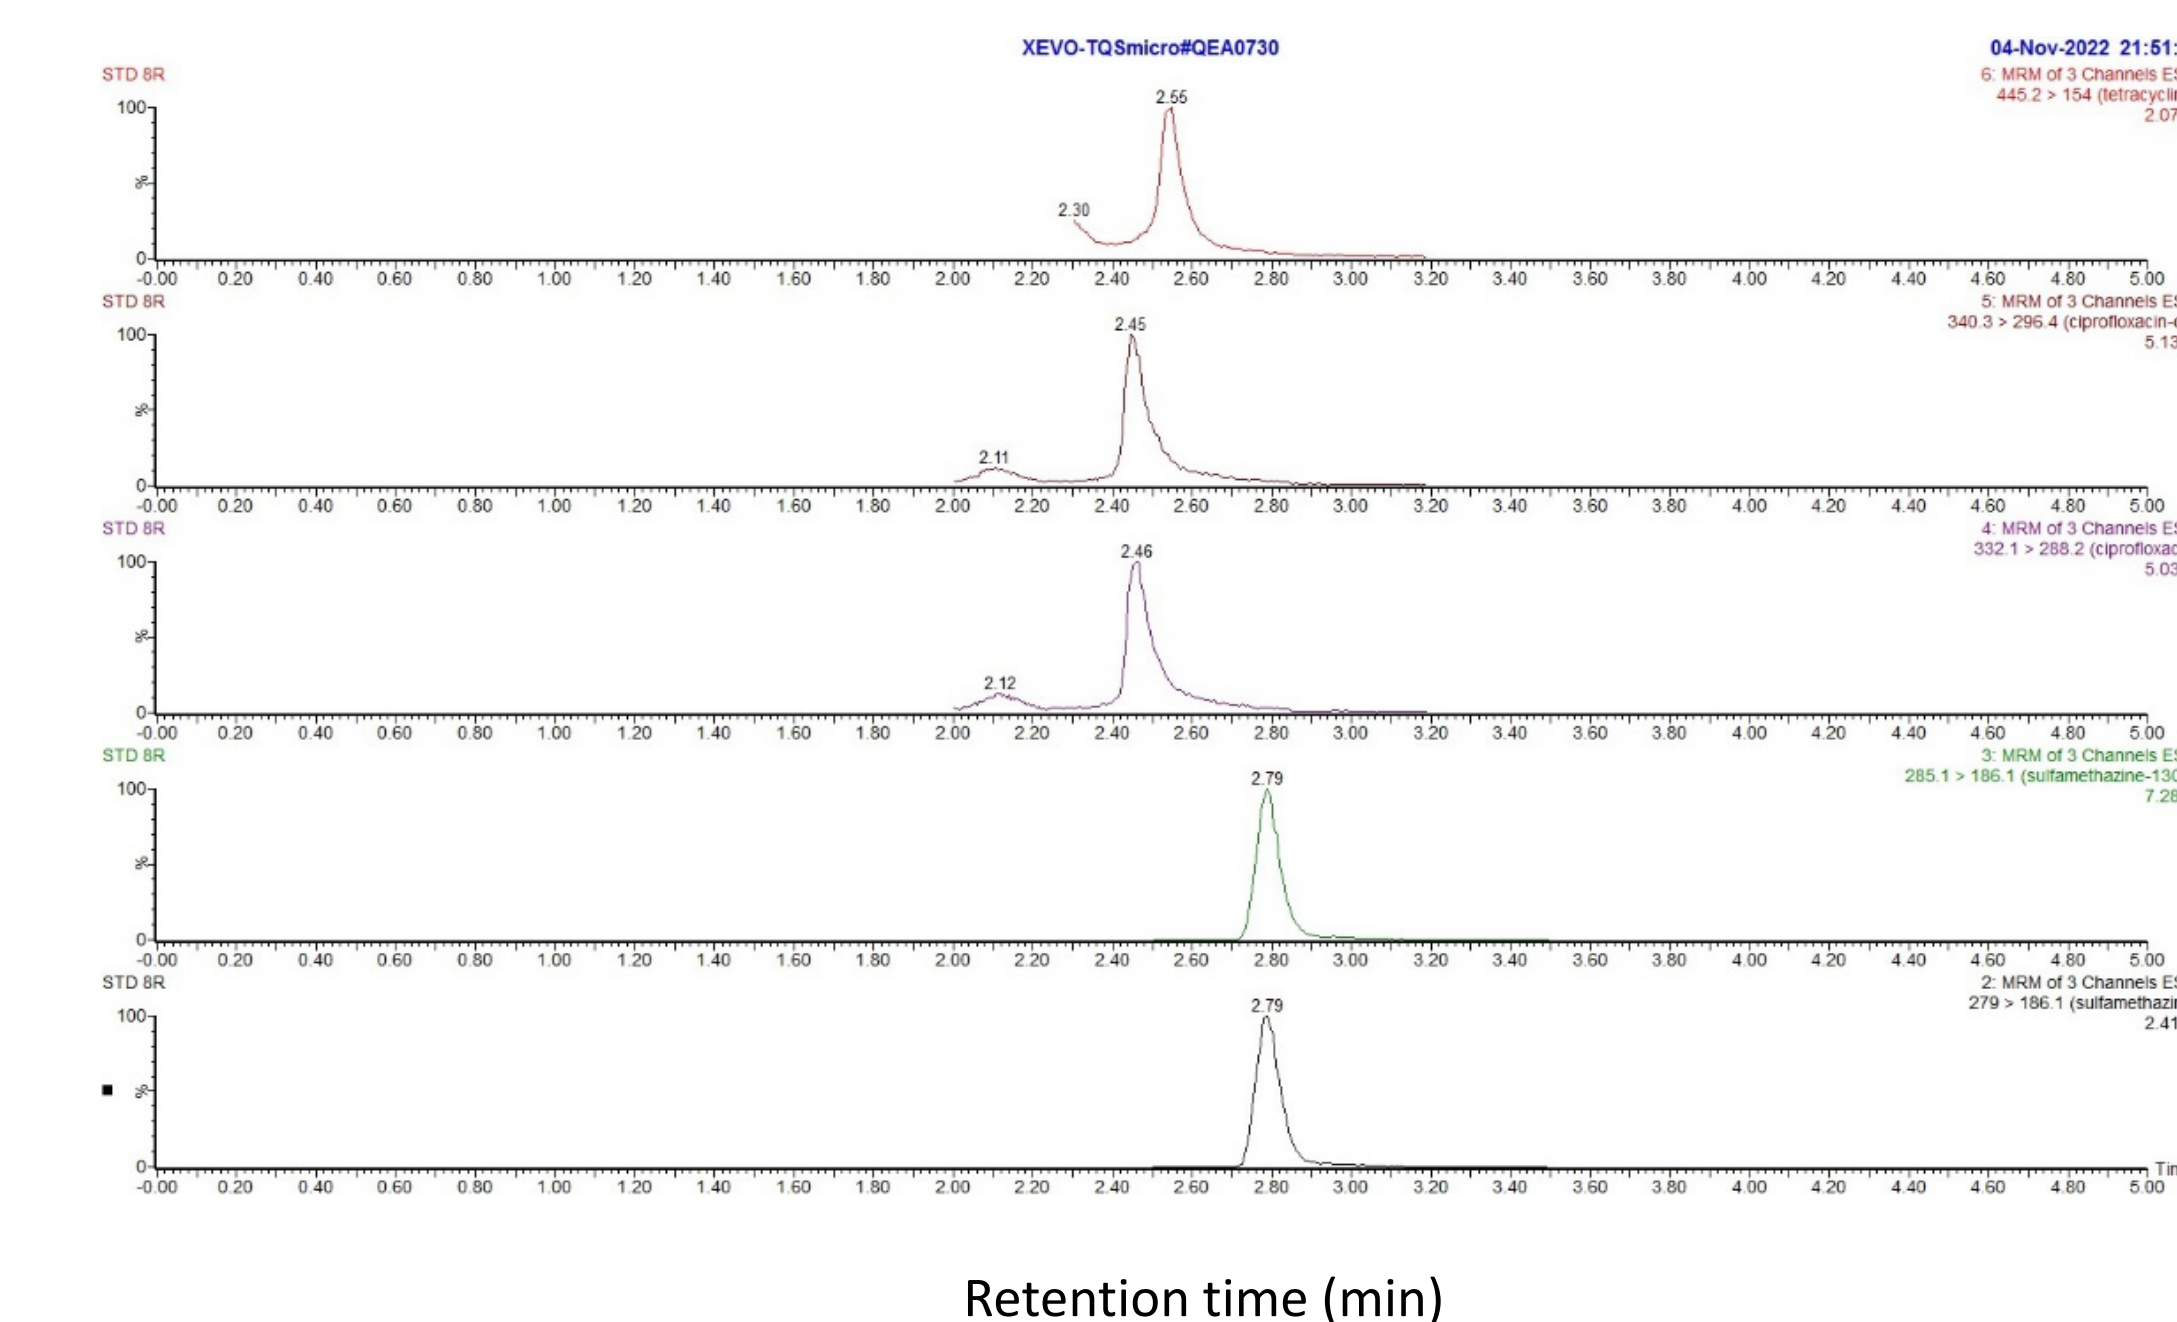 XEVO-TQSmicro#QEA0730
04-Nov-2022 21:51:
STD 8R
6: MRM of 3 Channels ES
445.2 > 154 (tetracyclin
2.07
2.55
2.30
100
%
0
-0.00 0.20 0.40 0.60 0.80 1.00 1.20 1.40 1.60 1.80 2.00 2.20 2.40 2.60 2.80 3.00 3.20 3.40 3.60 3.80 4.00 4.20 4.40 4.60 4.80 5.00
STD 8R
5: MRM of 3 Channels ES
340.3 > 296.4 (ciprofloxacin-
5.13
2.45
2.11
100
%
0
-0.00 0.20 0.40 0.60 0.80 1.00 1.20 1.40 1.60 1.80 2.00 2.20 2.40 2.60 2.80 3.00 3.20 3.40 3.60 3.80 4.00 4.20 4.40 4.60 4.80 5.00
STD 8R
4: MRM of 3 Channels ES
332.1 > 288.2 (ciprofloxac
5.03
2.46
2.12
100
%
0
-0.00 0.20 0.40 0.60 0.80 1.00 1.20 1.40 1.60 1.80 2.00 2.20 2.40 2.60 2.80 3.00 3.20 3.40 3.60 3.80 4.00 4.20 4.40 4.60 4.80 5.00
STD 8R
3: MRM of 3 Channels ES
285.1 > 186.1 (sulfamethazine-13C
7.28
2.79
100
%
0
-0.00 0.20 0.40 0.60 0.80 1.00 1.20 1.40 1.60 1.80 2.00 2.20 2.40 2.60 2.80 3.00 3.20 3.40 3.60 3.80 4.00 4.20 4.40 4.60 4.80 5.00
STD 8R
2: MRM of 3 Channels ES
279 > 186.1 (sulfamethazin
2.41
2.79
100
%
0
Tim
-0.00 0.20 0.40 0.60 0.80 1.00 1.20 1.40 1.60 1.80 2.00 2.20 2.40 2.60 2.80 3.00 3.20 3.40 3.60 3.80 4.00 4.20 4.40 4.60 4.80 5.00
Retention time (min)